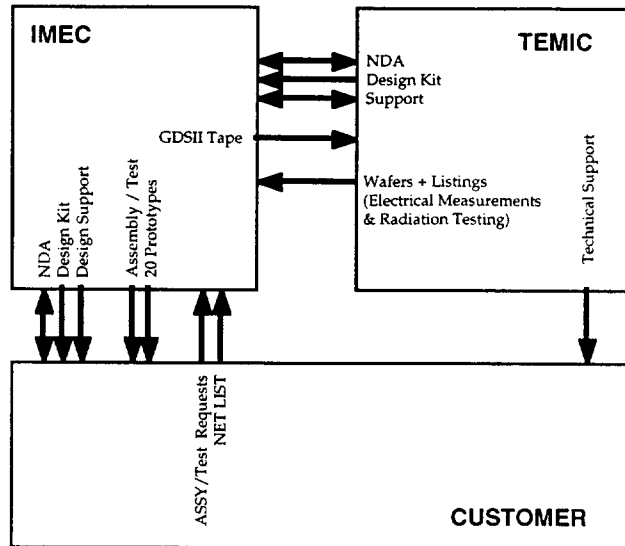 IMEC
TEMIC
NDA
Design Kit
Support
GDSII Tape
Wafers + Listings
(Electrical Measurements
& Radiation Testing)
Technical Support
NDA
Design Kit
Design Support
Assembly / Test
20 Prototypes
ASSY/Test Requests
NET LIST
CUSTOMER